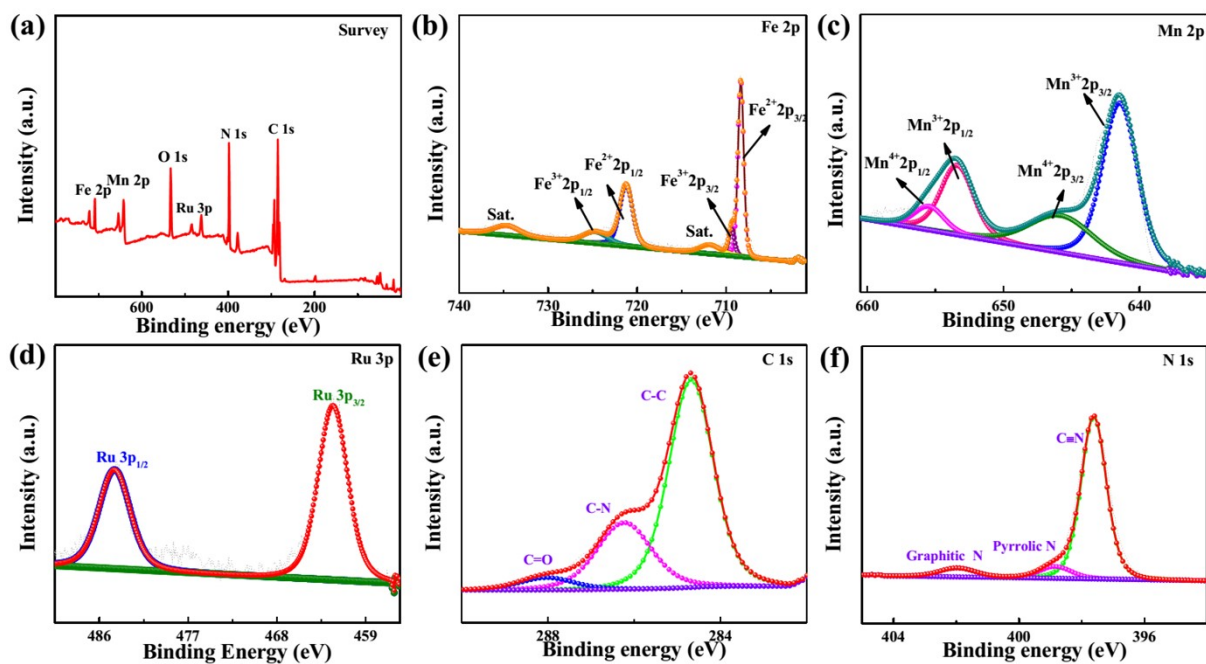 (a)
Survey
Intensity (a.u.)
Fe 2p
Mn 2p
O 1s
Ru 3p
N 1s
C 1s
600
400
200
Binding energy (eV)
(b)
Fe 2p
Intensity (a.u.)
Sat.
Fe³⁺2p₁/₂
Fe²⁺2p₁/₂
Sat.
Fe³⁺2p₃/₂
Fe²⁺2p₃/₂
740
730
720
710
Binding energy (eV)
(c)
Mn 2p
Intensity (a.u.)
Mn⁴⁺2p₁/₂
Mn³⁺2p₁/₂
Mn⁴⁺2p₃/₂
Mn³⁺2p₃/₂
660
650
640
Binding energy (eV)
(d)
Ru 3p
Intensity (a.u.)
Ru 3p₁/₂
Ru 3p₃/₂
486
477
468
459
Binding Energy (eV)
(e)
C 1s
Intensity (a.u.)
C=O
C-N
C-C
288
284
Binding energy (eV)
(f)
N 1s
Intensity (a.u.)
Graphitic N
Pyrrolic N
C≡N
404
400
396
Binding energy (eV)